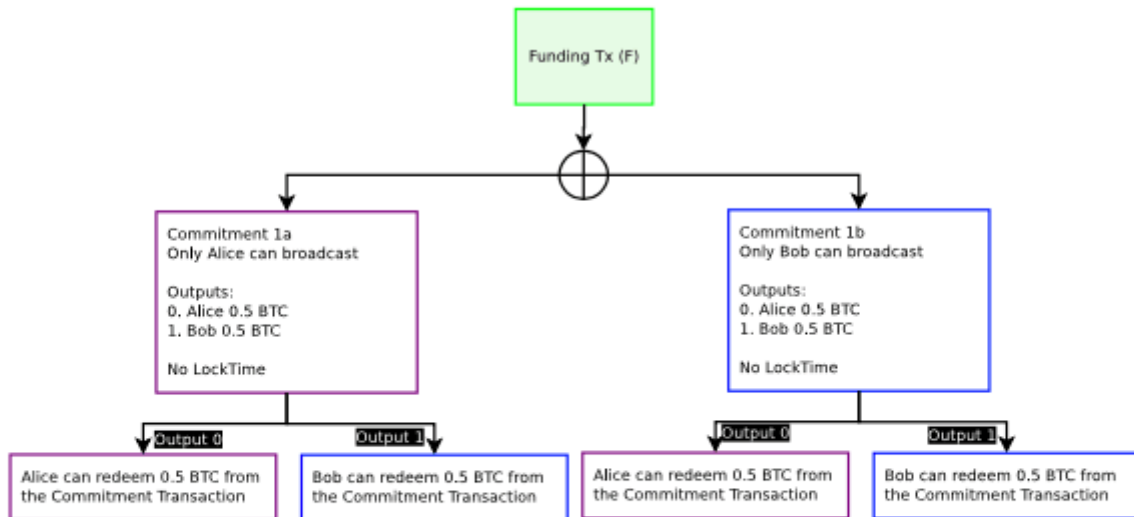 Funding Tx (F)
Commitment 1a
Only Alice can broadcast
Outputs:
0. Alice 0.5 BTC
1. Bob 0.5 BTC
No LockTime
Commitment 1b
Only Bob can broadcast
Outputs:
0. Alice 0.5 BTC
1. Bob 0.5 BTC
No LockTime
Output 0
Output 1
Output 0
Output 1
Alice can redeem 0.5 BTC from
the Commitment Transaction
Bob can redeem 0.5 BTC from
the Commitment Transaction
Alice can redeem 0.5 BTC from
the Commitment Transaction
Bob can redeem 0.5 BTC from
the Commitment Transaction